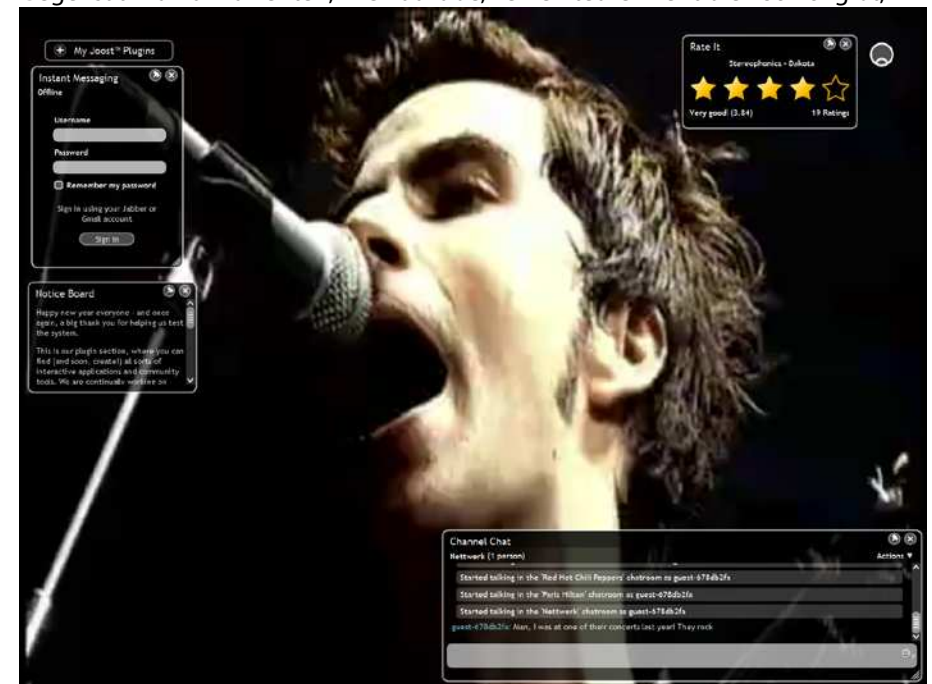 My Joost™ Plugins
Instant Messaging
Offline
Username
Password
Remember my password
Sign in using your Jabber or
Gmail account
Sign in
Notice Board
Happy new year everyone - and once
again, a big thank you for helping us test
the system.
This is our plugin section, where you can
find (and soon, create!) all sorts of
interactive applications and community
tools. We are continually working on
Rate It
Stereophonics - Dakota
Very good! (3.84)
19 Ratings
Channel Chat
Nettwerk (1 person)
Actions
Started talking in the 'Red Hot Chili Peppers' chatroom as guest-678db2fa
Started talking in the 'Paris Hilton' chatroom as guest-678db2fa
Started talking in the 'Nettwerk' chatroom as guest-678db2fa
guest-678db2fa: Alan, I was at one of their concerts last year! They rock